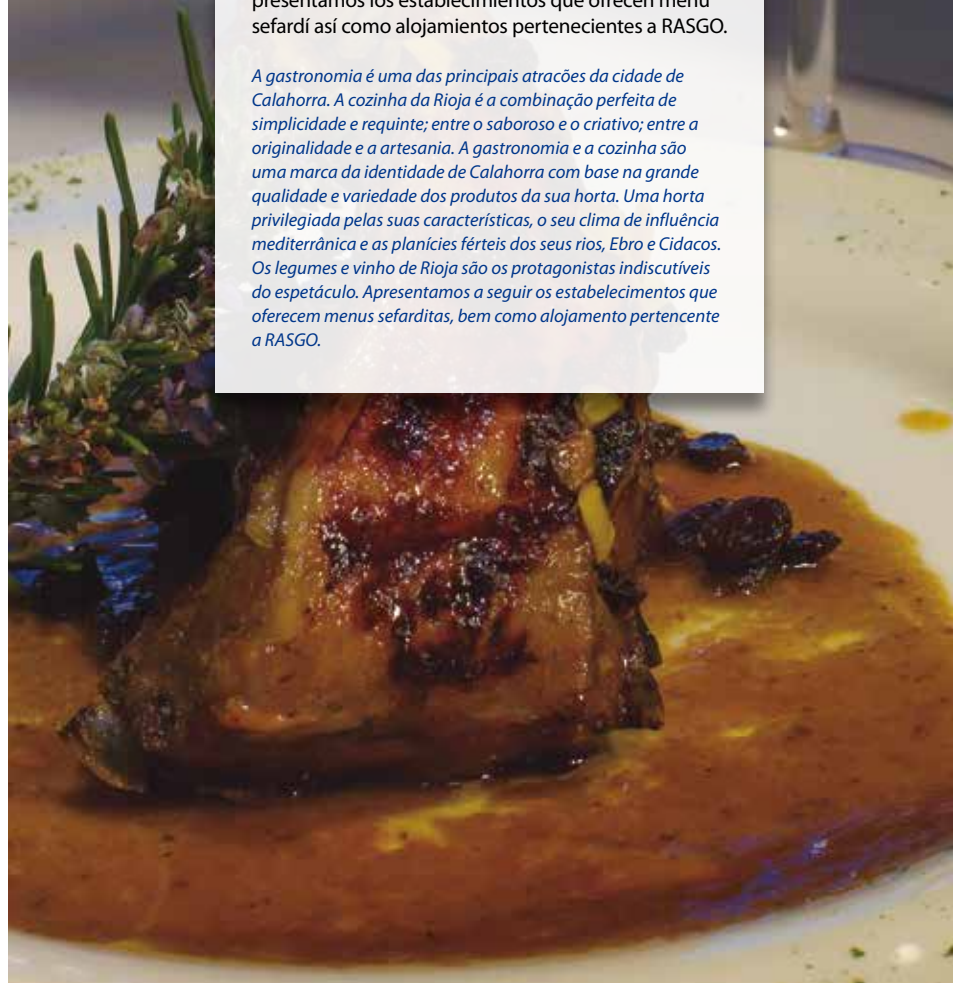 presentamos los establecimientos que ofrecen menú
sefardí así como alojamientos pertenecientes a RASGO.
A gastronomia é uma das principais atracões da cidade de
Calahorra. A cozinha da Rioja é a combinação perfeita de
simplicidade e requinte; entre o saboroso e o criativo; entre a
originalidade e a artesania. A gastronomia e a cozinha são
uma marca da identidade de Calahorra com base na grande
qualidade e variedade dos produtos da sua horta. Uma horta
privilegiada pelas suas características, o seu clima de influência
mediterrânica e as planícies férteis dos seus rios, Ebro e Cidacos.
Os legumes e vinho de Rioja são os protagonistas indiscutíveis
do espetáculo. Apresentamos a seguir os estabelecimentos que
oferecem menus sefarditas, bem como alojamento pertencente
a RASGO.